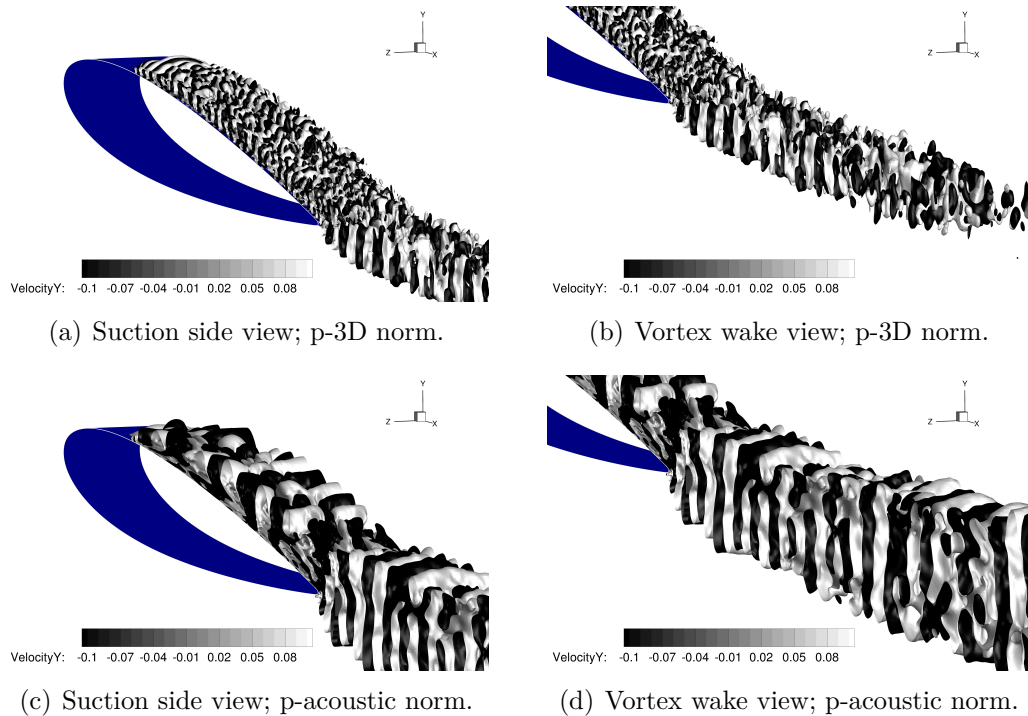 Y
Z
X
VelocityY: -0.1 -0.07 -0.04 -0.01 0.02 0.05 0.08
(a) Suction side view; p-3D norm.
Y
Z
X
VelocityY: -0.1 -0.07 -0.04 -0.01 0.02 0.05 0.08
(b) Vortex wake view; p-3D norm.
Y
Z
X
VelocityY: -0.1 -0.07 -0.04 -0.01 0.02 0.05 0.08
(c) Suction side view; p-acoustic norm.
Y
Z
X
VelocityY: -0.1 -0.07 -0.04 -0.01 0.02 0.05 0.08
(d) Vortex wake view; p-acoustic norm.